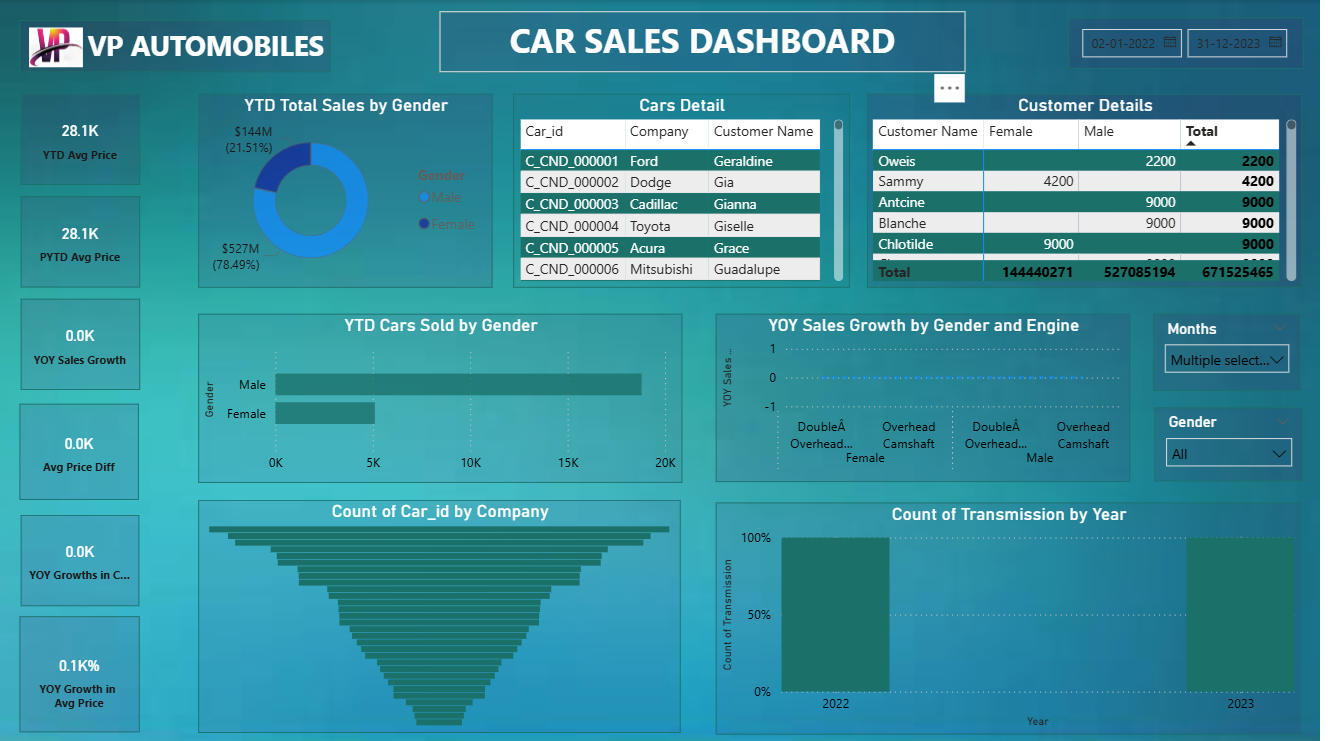 VP
VP AUTOMOBILES
CAR SALES DASHBOARD
02-01-2022
31-12-2023
28.1K
YTD Avg Price
28.1K
PYTD Avg Price
0.0K
YOY Sales Growth
0.0K
Avg Price Diff
0.0K
YOY Growths in C...
0.1K%
YOY Growth in
Avg Price
YTD Total Sales by Gender
$144M
(21.51%)
$527M
(78.49%)
Gender
Male
Female
Cars Detail
Car_id Company Customer Name
C_CND_000001 Ford Geraldine
C_CND_000002 Dodge Gia
C_CND_000003 Cadillac Gianna
C_CND_000004 Toyota Giselle
C_CND_000005 Acura Grace
C_CND_000006 Mitsubishi Guadalupe
Customer Details
Customer Name Female Male Total
Oweis 2200 2200
Sammy 4200 4200
Antcine 9000 9000
Blanche 9000 9000
Chlotilde 9000 9000
Total 144440271 527085194 671525465
YTD Cars Sold by Gender
Gender
Male
Female
0K 5K 10K 15K 20K
YOY Sales Growth by Gender and Engine
YOY Sales ...
1
0
-1
DoubleÂ Overhead DoubleÂ Overhead
Overhead... Camshaft Overhead... Camshaft
Female Male
Months
Multiple select...
Gender
All
Count of Car_id by Company
Count of Transmission by Year
Count of Transmission
100%
50%
0%
2022 2023
Year